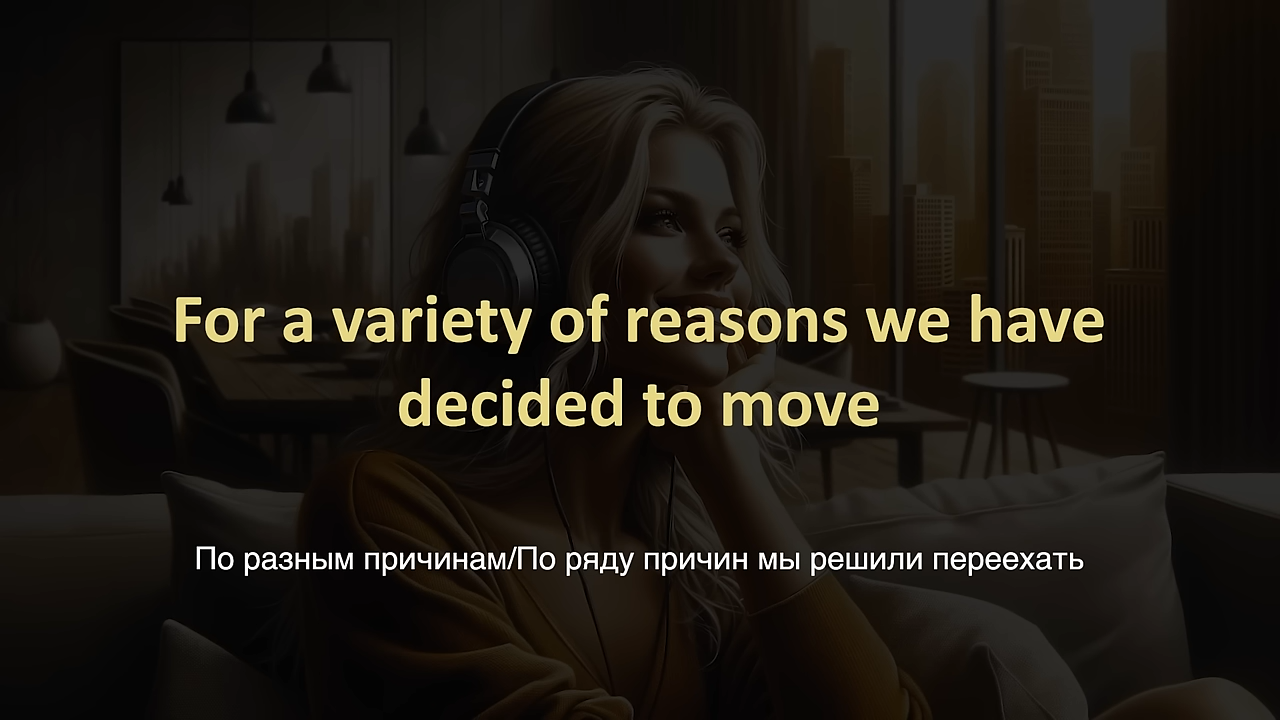 For a variety of reasons we have
decided to move
По разным причинам/По ряду причин мы решили переехать